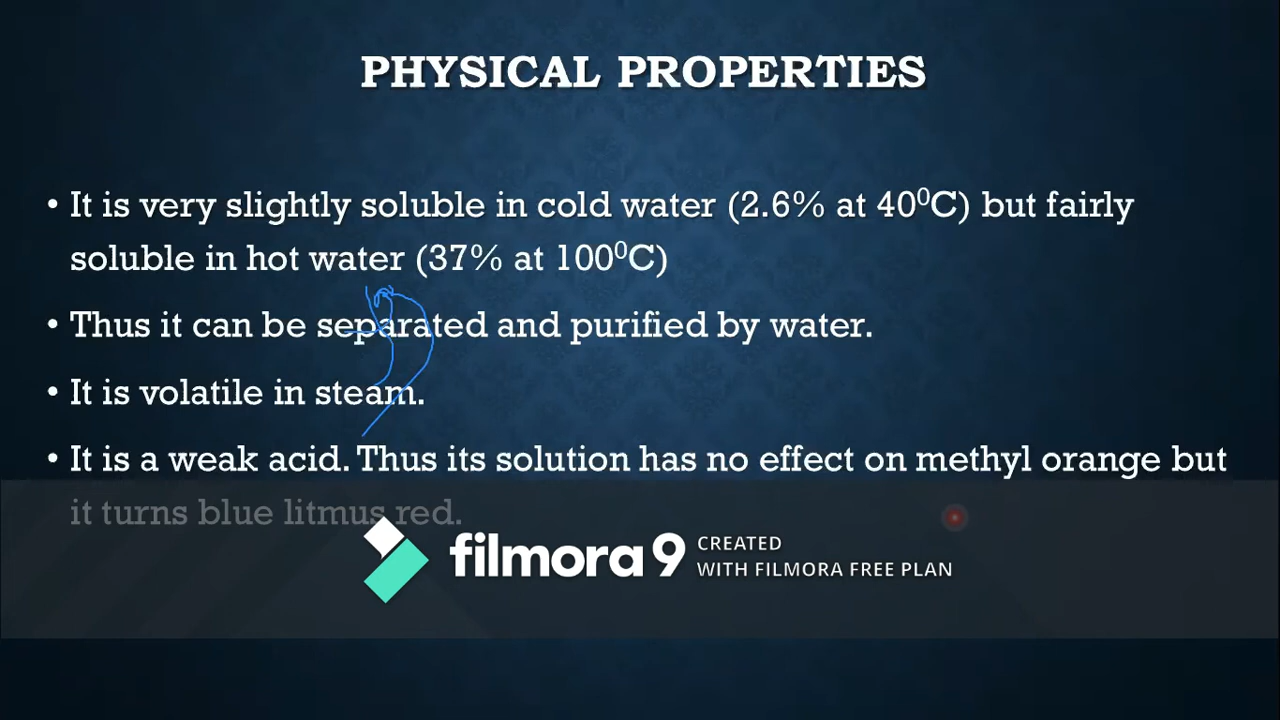 PHYSICAL PROPERTIES
• It is very slightly soluble in cold water (2.6% at 40⁰C) but fairly
soluble in hot water (37% at 100⁰C)
• Thus it can be separated and purified by water.
• It is volatile in steam.
• It is a weak acid. Thus its solution has no effect on methyl orange but
it turns blue litmus red.
filmora 9 CREATED
WITH FILMORA FREE PLAN